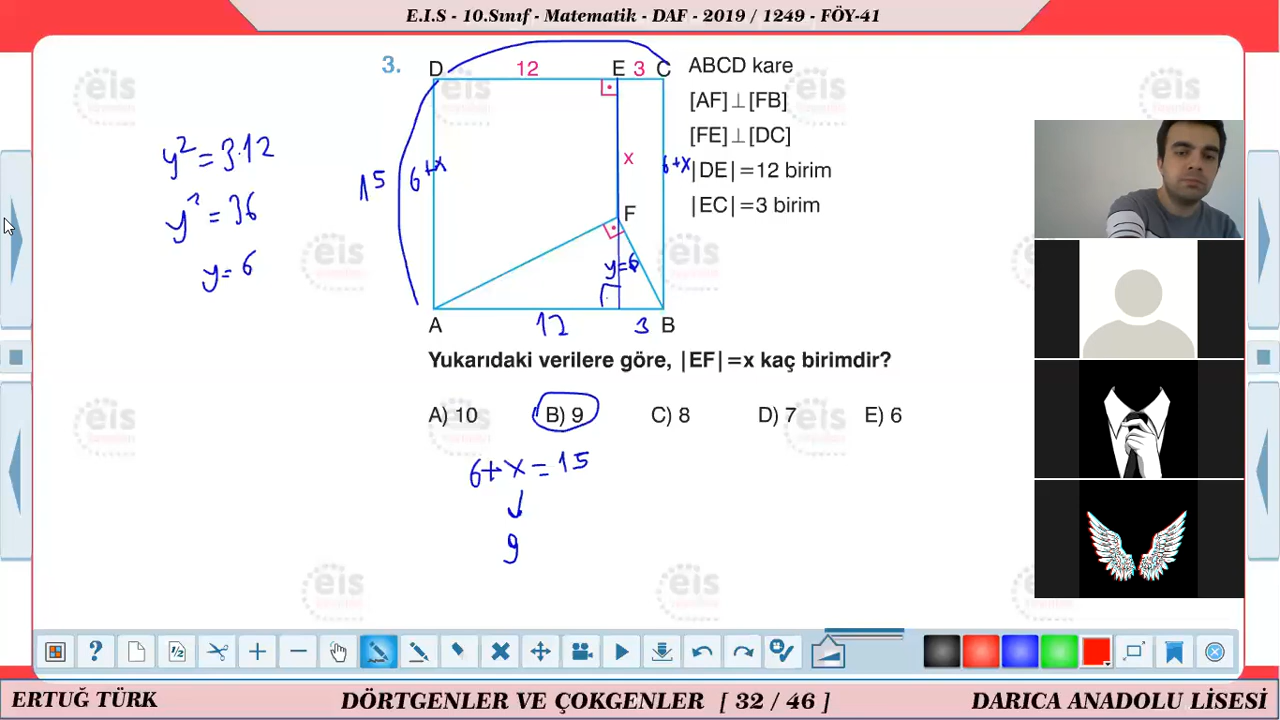 E.I.S - 10.Sınıf - Matematik - DAF - 2019 / 1249 - FÖY-41
3.
D 12 E 3 C
ABCD kare
[AF]⊥[FB]
[FE]⊥[DC]
|DE|=12 birim
|EC|=3 birim
y² = 3.12
y² = 36
y = 6
15
6+x
x
6+x
F
y=6
A 12 3 B
Yukarıdaki verilere göre, |EF|=x kaç birimdir?
A) 10 B) 9 C) 8 D) 7 E) 6
6+x = 15
9
eis
?
1/2
ERTUĞ TÜRK DÖRTGENLER VE ÇOKGENLER [ 32 / 46 ] DARICA ANADOLU LİSESİ